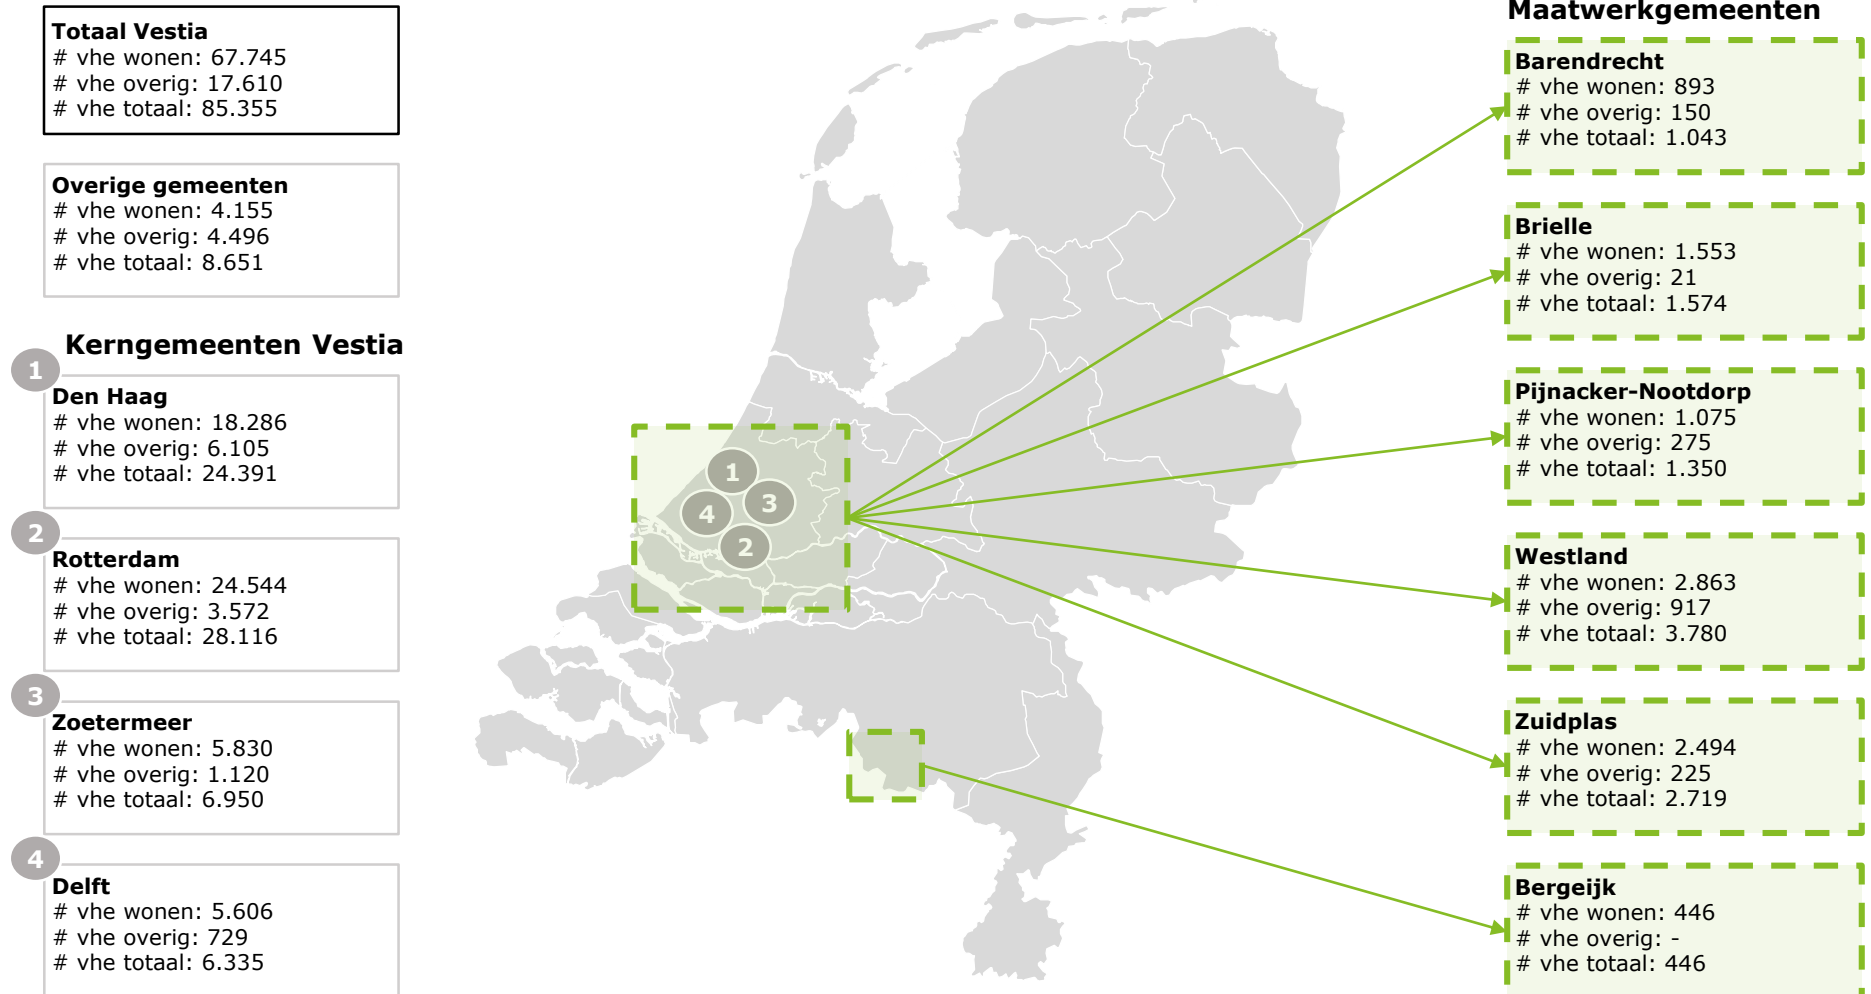 Totaal Vestia
# vhe wonen: 67.745
# vhe overig: 17.610
# vhe totaal: 85.355
Overige gemeenten
# vhe wonen: 4.155
# vhe overig: 4.496
# vhe totaal: 8.651
Kerngemeenten Vestia
1
Den Haag
# vhe wonen: 18.286
# vhe overig: 6.105
# vhe totaal: 24.391
2
Rotterdam
# vhe wonen: 24.544
# vhe overig: 3.572
# vhe totaal: 28.116
3
Zoetermeer
# vhe wonen: 5.830
# vhe overig: 1.120
# vhe totaal: 6.950
4
Delft
# vhe wonen: 5.606
# vhe overig: 729
# vhe totaal: 6.335
1
3
4
2
Maatwerkgemeenten
Barendrecht
# vhe wonen: 893
# vhe overig: 150
# vhe totaal: 1.043
Brielle
# vhe wonen: 1.553
# vhe overig: 21
# vhe totaal: 1.574
Pijnacker-Nootdorp
# vhe wonen: 1.075
# vhe overig: 275
# vhe totaal: 1.350
Westland
# vhe wonen: 2.863
# vhe overig: 917
# vhe totaal: 3.780
Zuidplas
# vhe wonen: 2.494
# vhe overig: 225
# vhe totaal: 2.719
Bergeijk
# vhe wonen: 446
# vhe overig: -
# vhe totaal: 446